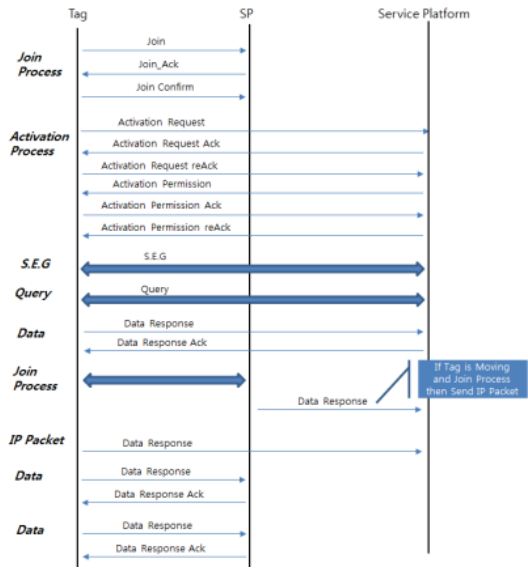 Tag SP Service Platform
Join
Join
Process
Join_Ack
Join Confirm
Activation Request
Activation
Process
Activation Request Ack
Activation Request reAck
Activation Permission
Activation Permission Ack
Activation Permission reAck
S.E.G
S.E.G
Query
Query
Data
Data Response
Data Response Ack
Join
Process
If Tag is Moving
and Join Process
then Send IP Packet
Data Response
IP Packet
Data Response
Data
Data Response
Data Response Ack
Data
Data Response
Data Response Ack